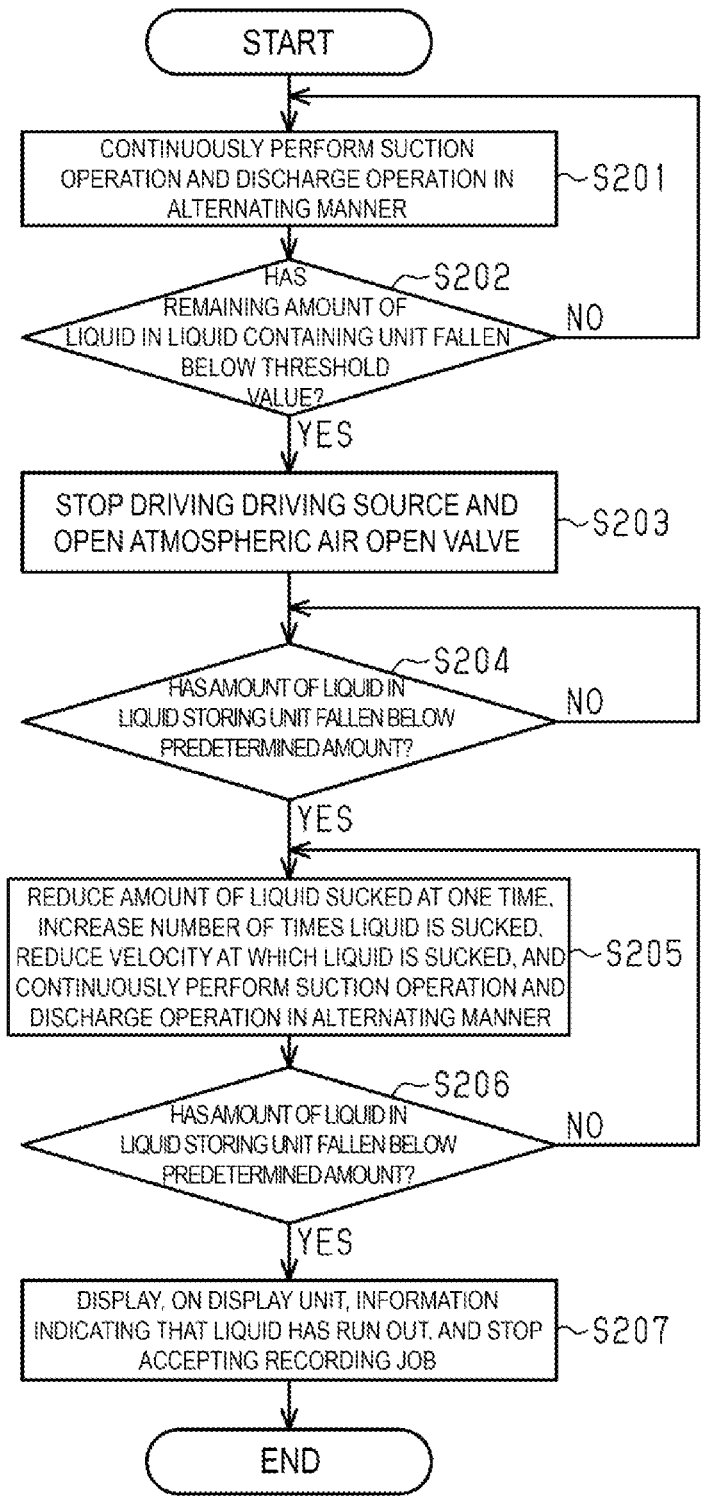 START
CONTINUOUSLY PERFORM SUCTION
OPERATION AND DISCHARGE OPERATION IN
ALTERNATING MANNER
S201
S202
HAS
REMAINING AMOUNT OF
LIQUID IN LIQUID CONTAINING UNIT FALLEN
BELOW THRESHOLD
VALUE?
NO
YES
STOP DRIVING DRIVING SOURCE AND
OPEN ATMOSPHERIC AIR OPEN VALVE
S203
S204
HAS AMOUNT OF LIQUID IN
LIQUID STORING UNIT FALLEN BELOW
PREDETERMINED AMOUNT?
NO
YES
REDUCE AMOUNT OF LIQUID SUCKED AT ONE TIME,
INCREASE NUMBER OF TIMES LIQUID IS SUCKED,
REDUCE VELOCITY AT WHICH LIQUID IS SUCKED, AND
CONTINUOUSLY PERFORM SUCTION OPERATION AND
DISCHARGE OPERATION IN ALTERNATING MANNER
S205
S206
HAS AMOUNT OF LIQUID IN
LIQUID STORING UNIT FALLEN BELOW
PREDETERMINED AMOUNT?
NO
YES
DISPLAY, ON DISPLAY UNIT, INFORMATION
INDICATING THAT LIQUID HAS RUN OUT, AND STOP
ACCEPTING RECORDING JOB
S207
END